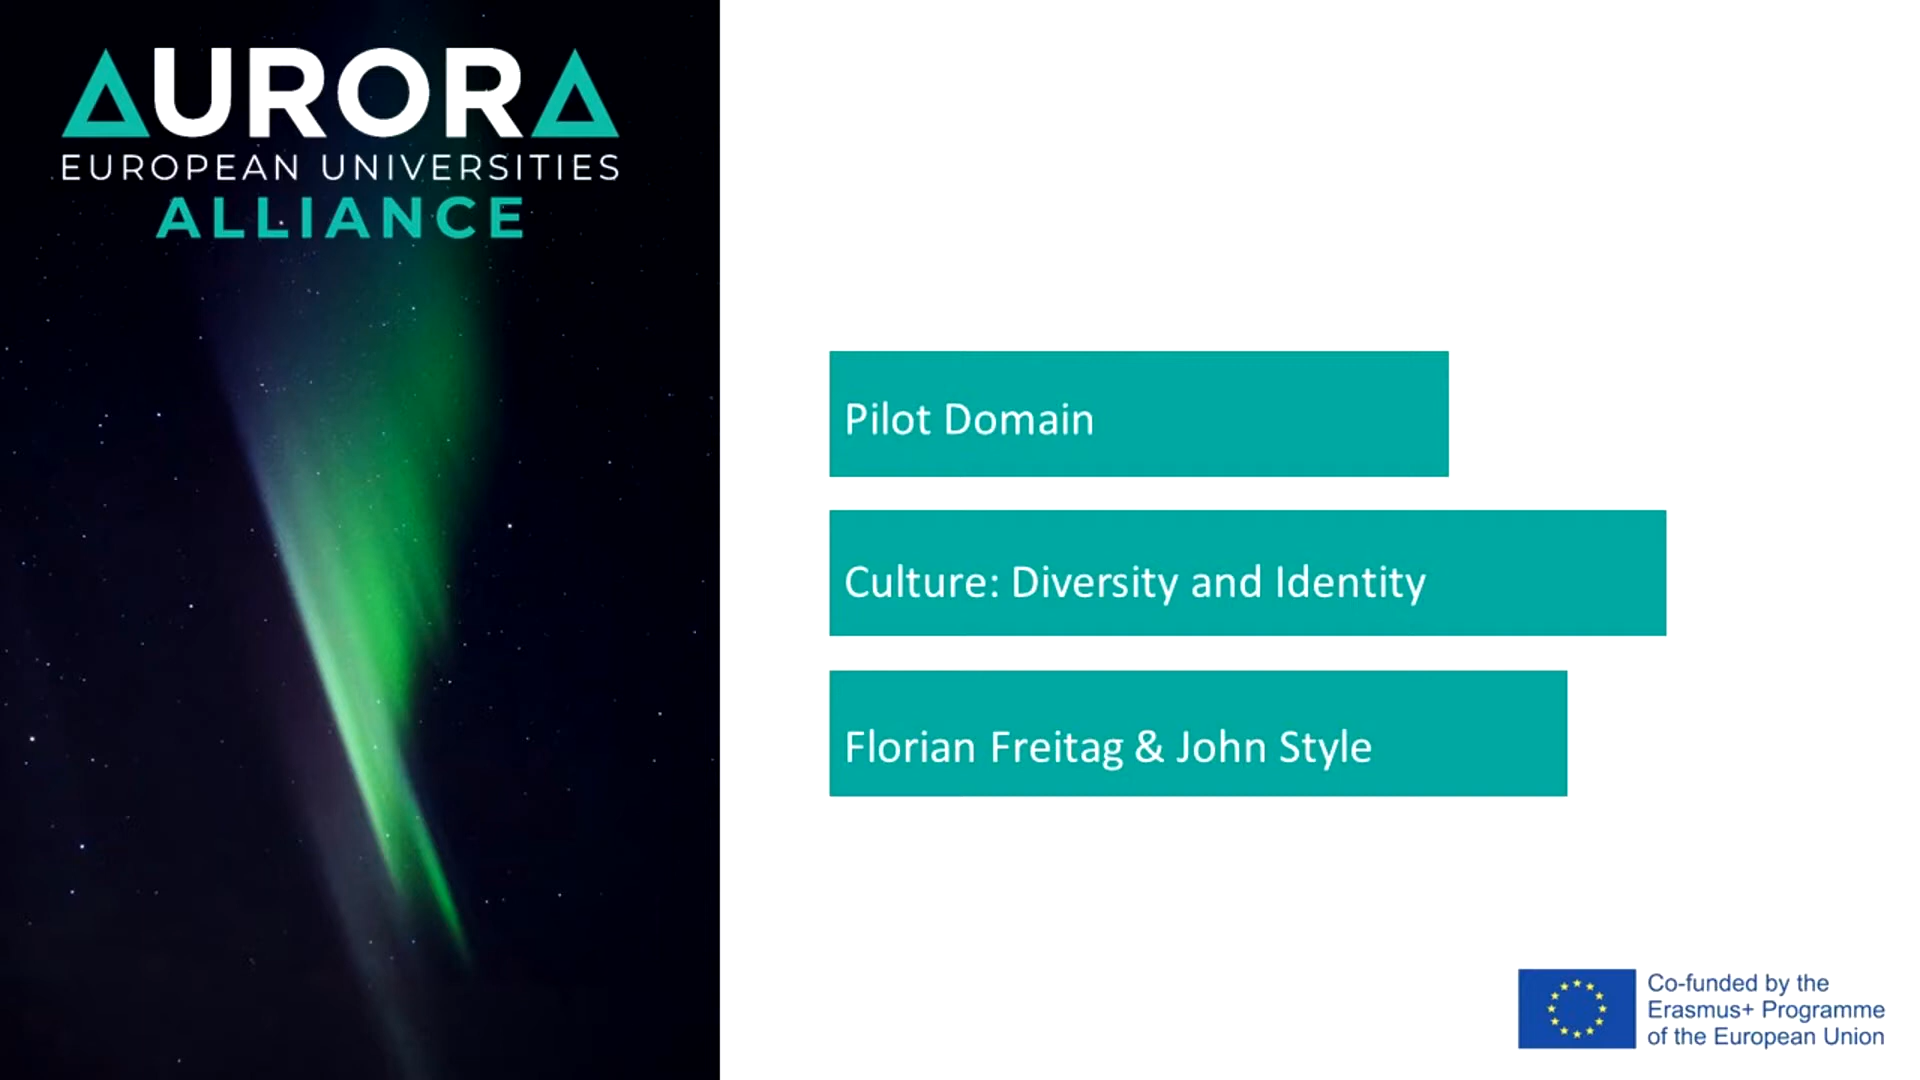 AURORA
EUROPEAN UNIVERSITIES
ALLIANCE
Pilot Domain
Culture: Diversity and Identity
Florian Freitag & John Style
Co-funded by the
Erasmus+ Programme
of the European Union